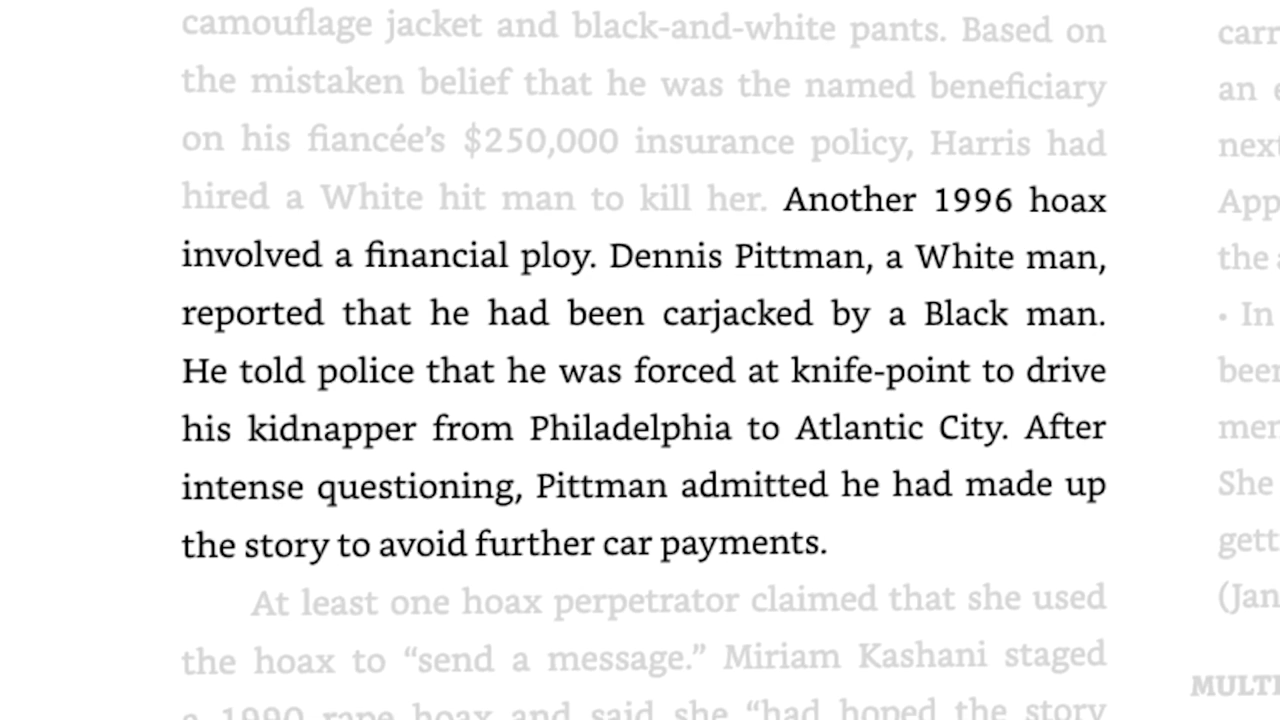 camouflage jacket and black-and-white pants. Based on
the mistaken belief that he was the named beneficiary
on his fiancée’s $250,000 insurance policy, Harris had
hired a White hit man to kill her. Another 1996 hoax
involved a financial ploy. Dennis Pittman, a White man,
reported that he had been carjacked by a Black man.
He told police that he was forced at knife-point to drive
his kidnapper from Philadelphia to Atlantic City. After
intense questioning, Pittman admitted he had made up
the story to avoid further car payments.
At least one hoax perpetrator claimed that she used
the hoax to “send a message.” Miriam Kashani staged
a 1990 rape hoax and said she “had hoped the story
an
next
the
• In
She